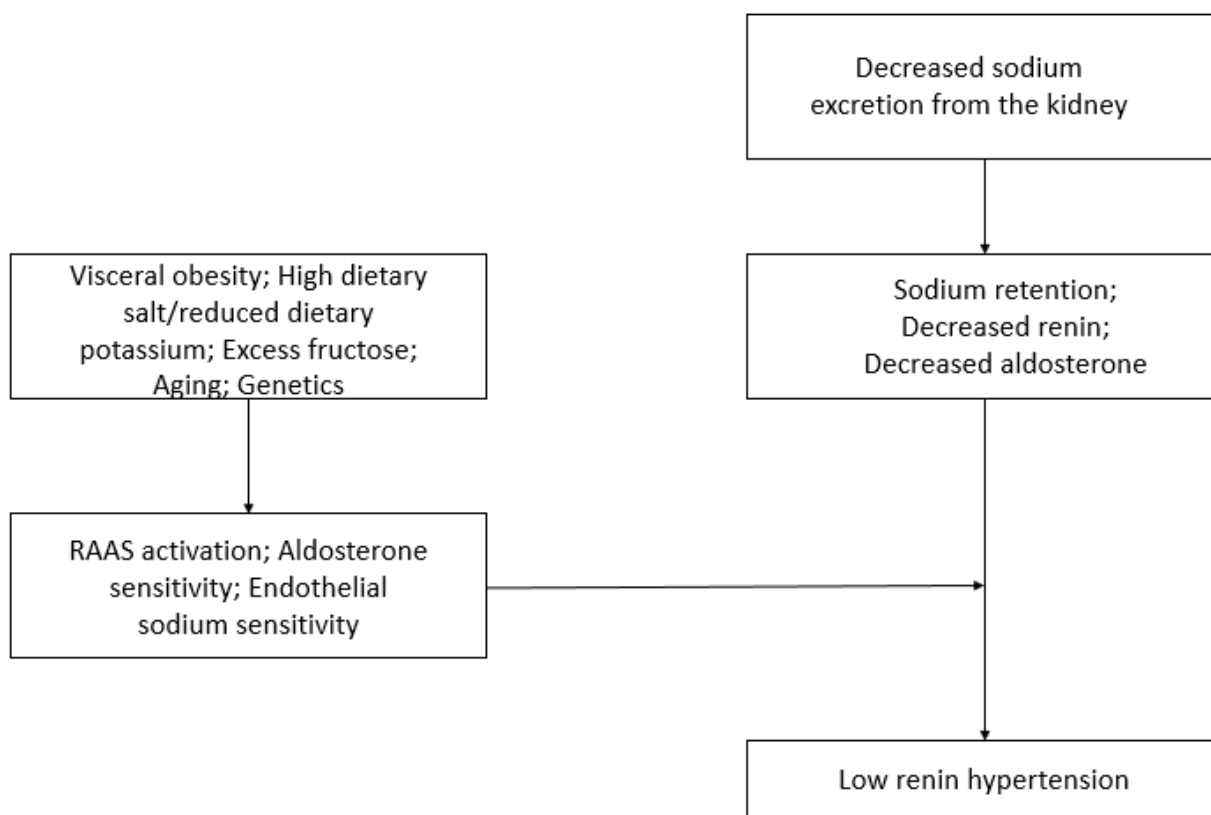 Decreased sodium
excretion from the kidney
Visceral obesity; High dietary
salt/reduced dietary
potassium; Excess fructose;
Aging; Genetics
Sodium retention;
Decreased renin;
Decreased aldosterone
RAAS activation; Aldosterone
sensitivity; Endothelial
sodium sensitivity
Low renin hypertension